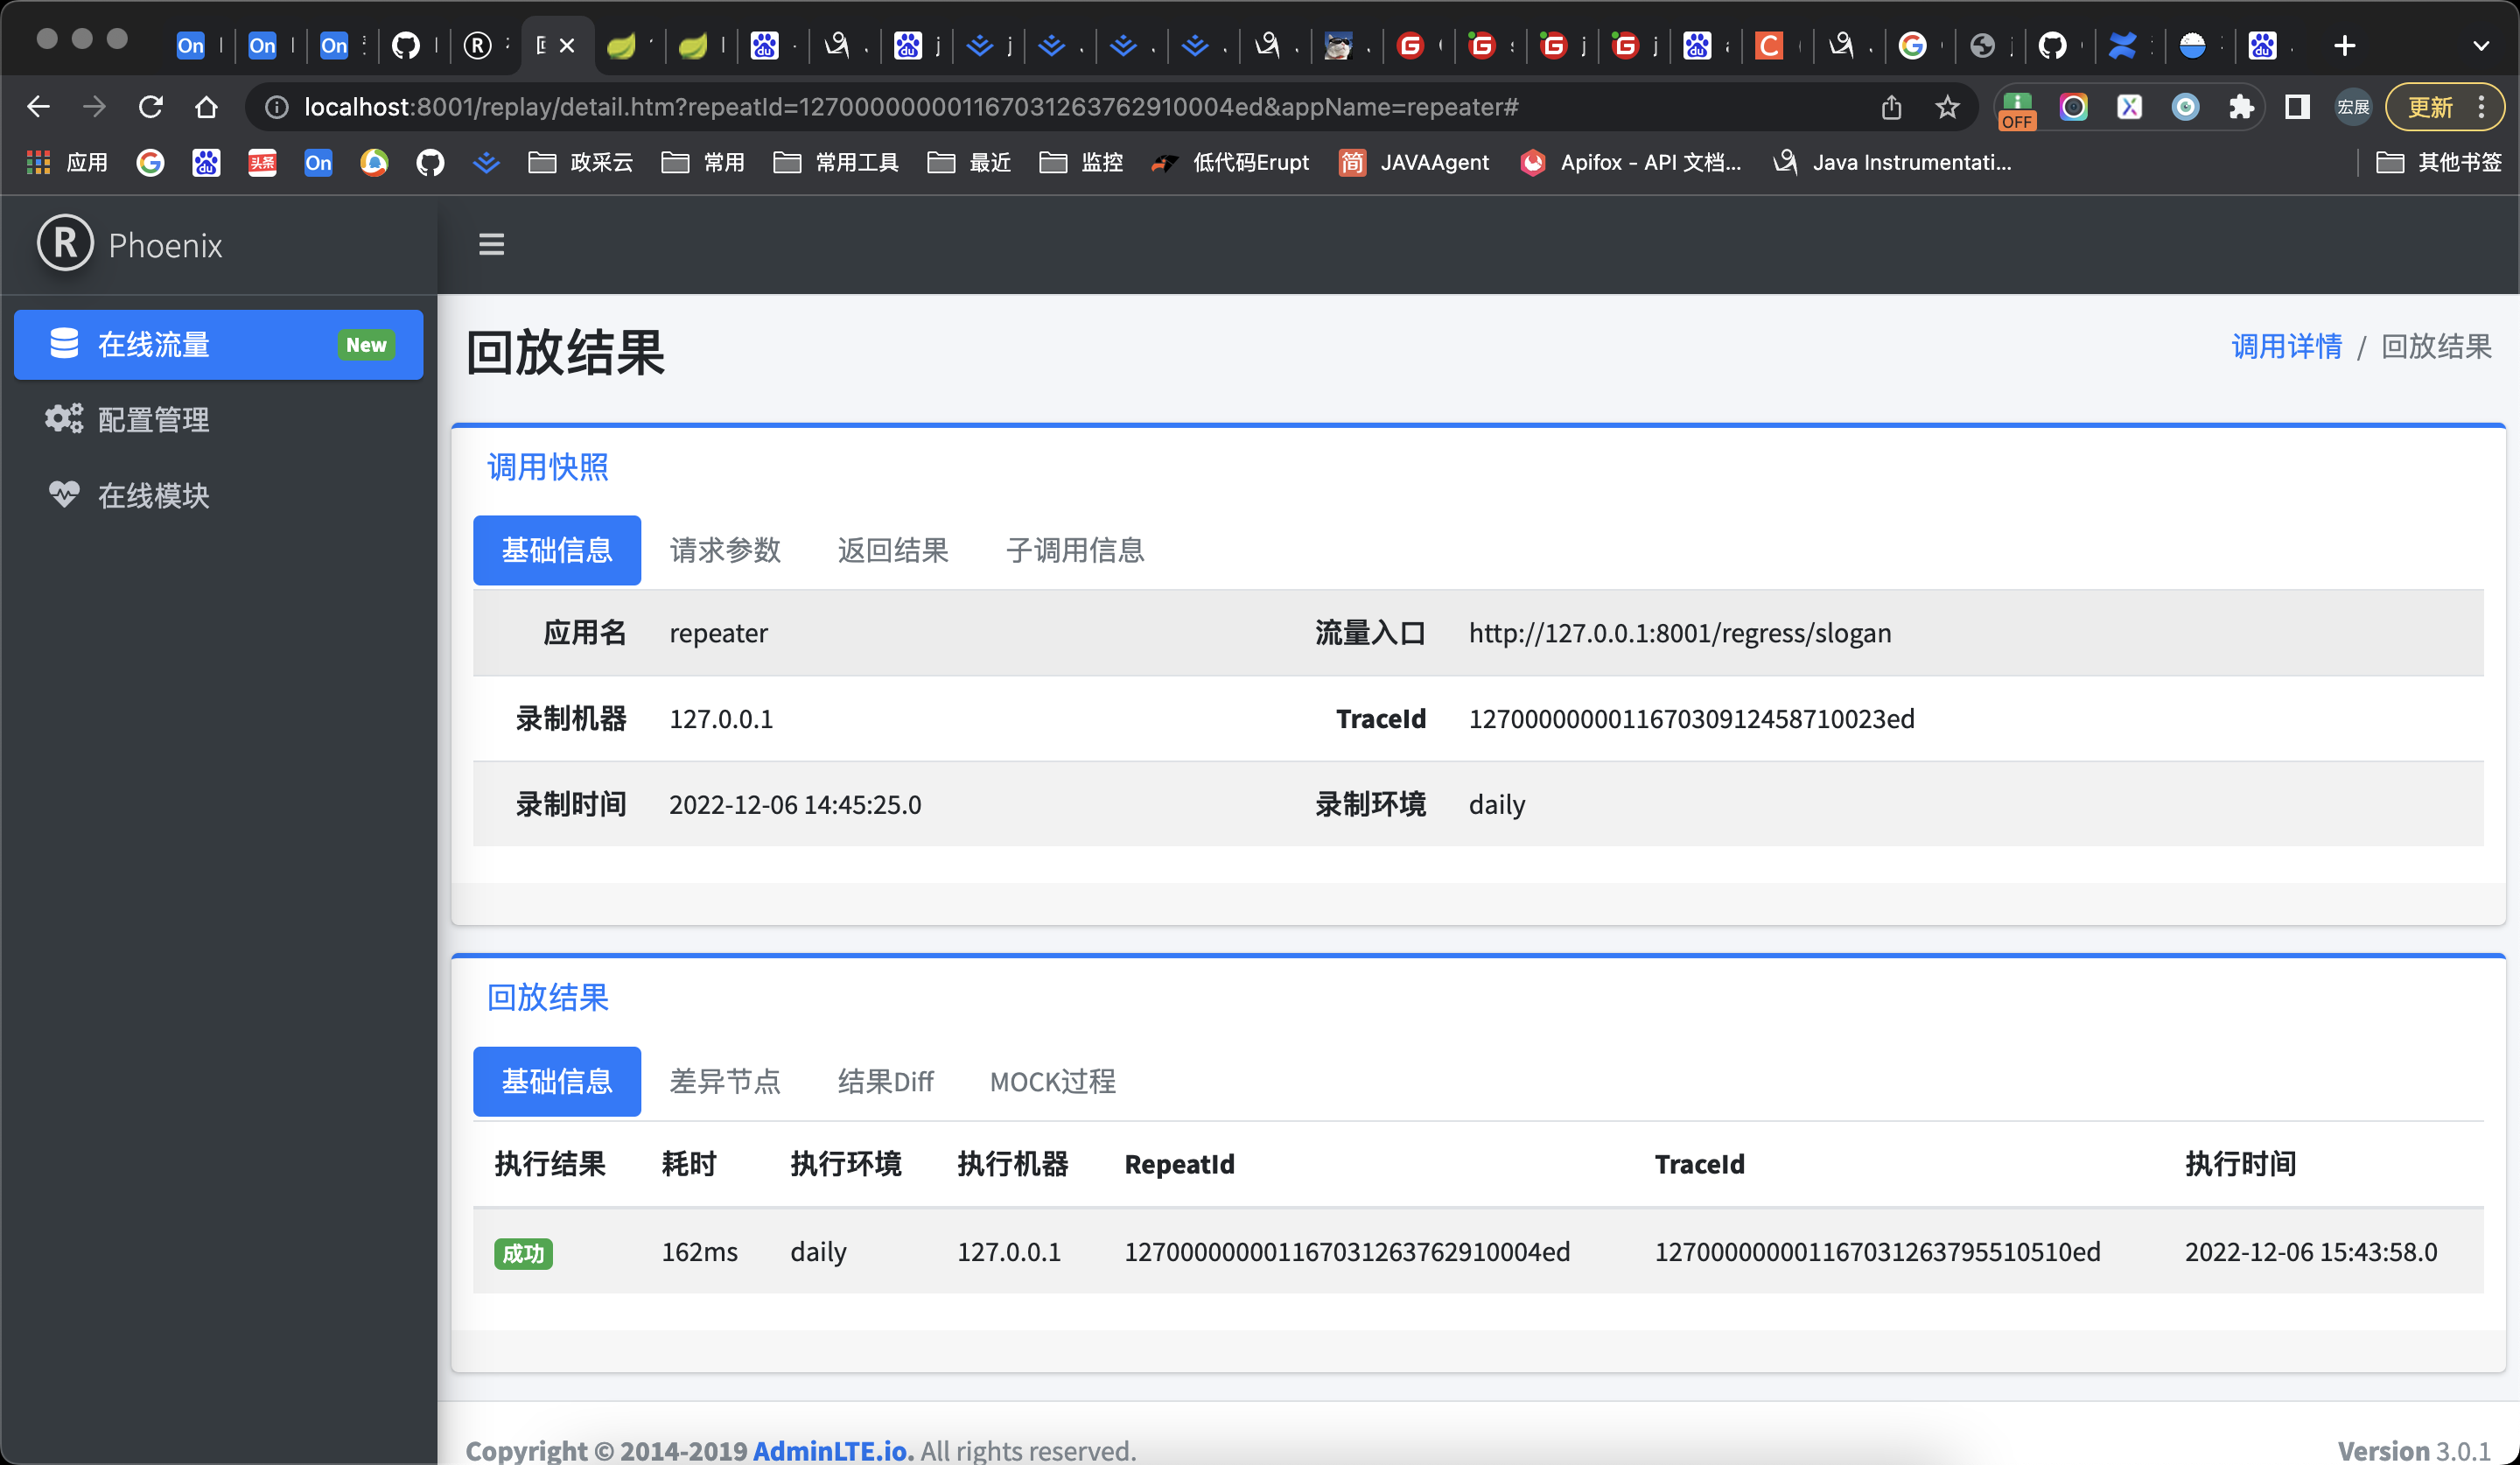 localhost:8001/replay/detail.htm?repeatId=127000000001167031263762910004ed&appName=repeater#
OFF
宏展
更新
应用
政采云
常用
常用工具
最近
监控
低代码Erupt
JAVAAgent
Apifox - API 文档...
Java Instrumentati...
其他书签
Phoenix
在线流量
New
配置管理
在线模块
回放结果
调用详情 / 回放结果
调用快照
基础信息 请求参数 返回结果 子调用信息
应用名 repeater 流量入口 http://127.0.0.1:8001/regress/slogan
录制机器 127.0.0.1 TraceId 127000000001167030912458710023ed
录制时间 2022-12-06 14:45:25.0 录制环境 daily
回放结果
基础信息 差异节点 结果Diff MOCK过程
执行结果 耗时 执行环境 执行机器 RepeatId TraceId 执行时间
成功 162ms daily 127.0.0.1 127000000001167031263762910004ed 127000000001167031263795510510ed 2022-12-06 15:43:58.0
Copyright © 2014-2019 AdminLTE.io. All rights reserved.
Version 3.0.1